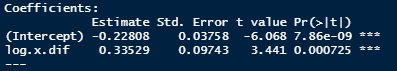 Coefficients:
Estimate Std. Error t value Pr(>|t|)
(Intercept) -0.22808 0.03758 -6.068 7.86e-09 ***
log.x.dif 0.33529 0.09743 3.441 0.000725 ***
---